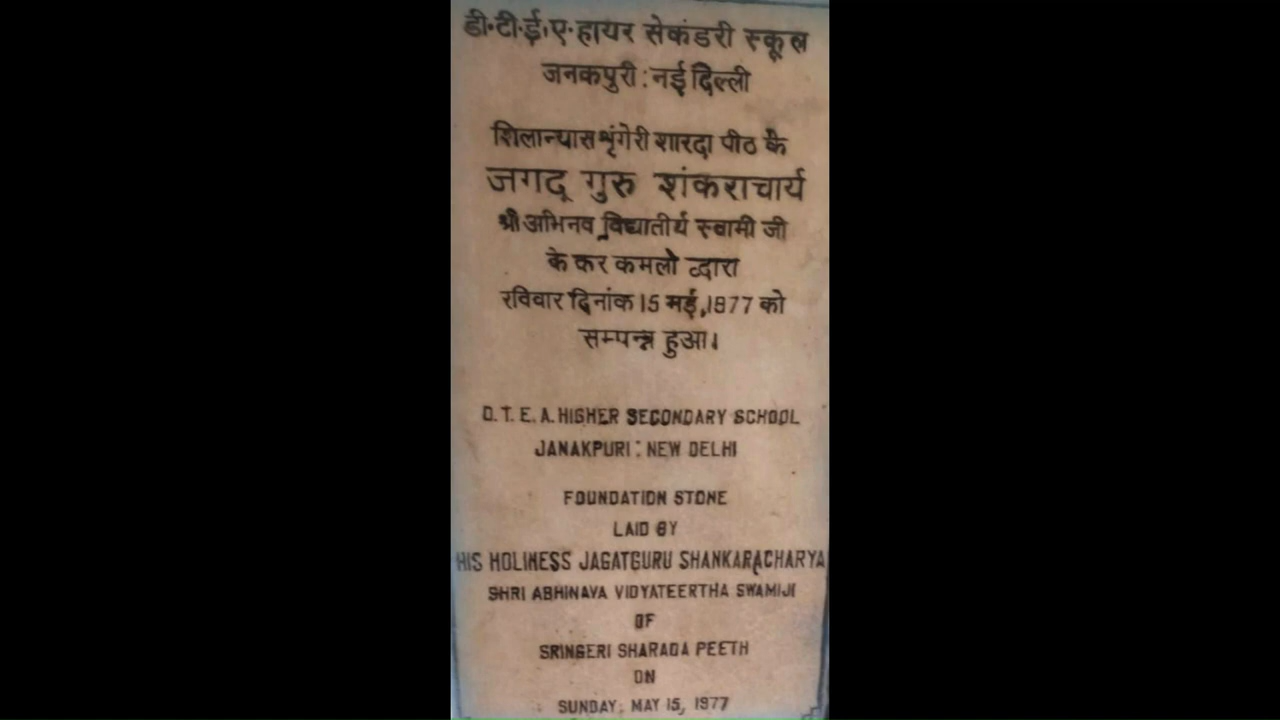 डी.टी.ई.ए.हायर सेकंडरी स्कूल
जनकपुरी : नई दिल्ली
शिलान्यास श्रृंगेरी शारदा पीठ के
जगद् गुरु शंकराचार्य
श्री अभिनव विद्यातीर्थ स्वामी जी
के कर कमलो द्वारा
रविवार दिनांक 15 मई,1977 को
सम्पन्न हुआ।
D. T. E. A. HIGHER SECONDARY SCHOOL
JANAKPURI : NEW DELHI
FOUNDATION STONE
LAID BY
HIS HOLINESS JAGATGURU SHANKARACHARYA
SHRI ABHINAVA VIDYATEERTHA SWAMIJI
OF
SRINGERI SHARADA PEETH
ON
SUNDAY; MAY 15, 1977